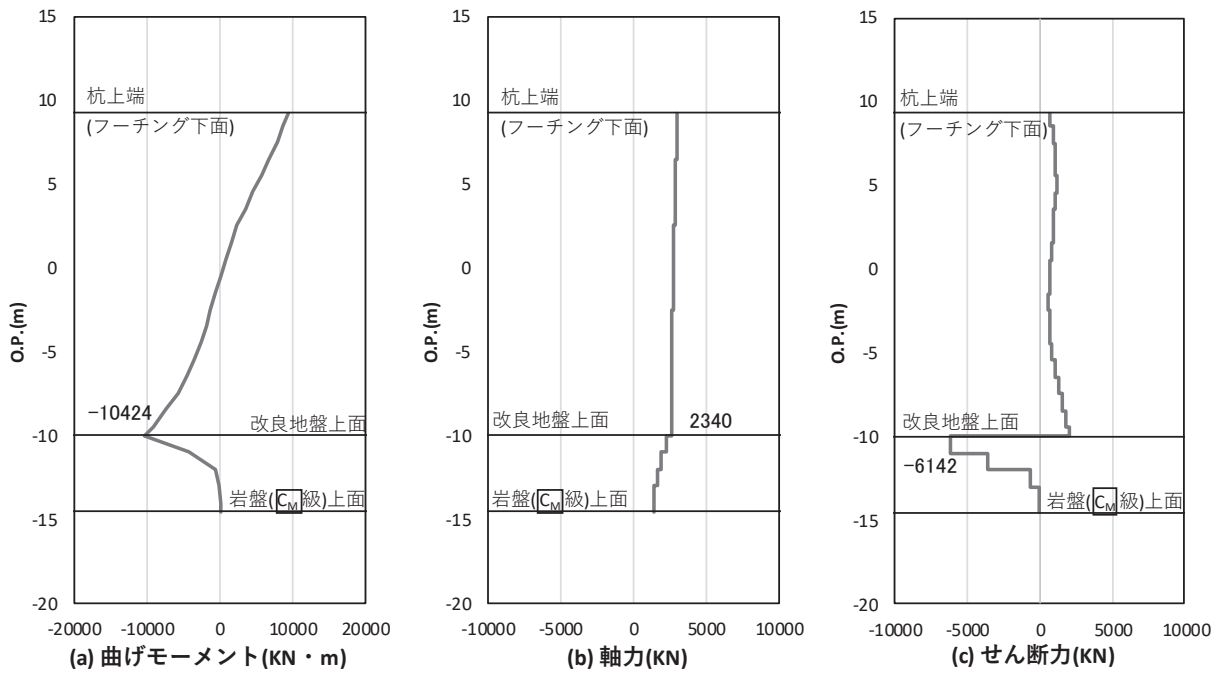 15
10
5
0
-5
-10
-15
-20
O.P.(m)
杭上端
(フーチング下面)
-10424
改良地盤上面
岩盤(CM級)上面
-20000 -10000 0 10000 20000
(a) 曲げモーメント(KN・m)
15
10
5
0
-5
-10
-15
-20
O.P.(m)
杭上端
(フーチング下面)
2340
改良地盤上面
岩盤(CM級)上面
-10000 -5000 0 5000 10000
(b) 軸力(KN)
15
10
5
0
-5
-10
-15
-20
O.P.(m)
杭上端
(フーチング下面)
改良地盤上面
-6142
岩盤(CM級)上面
-10000 -5000 0 5000 10000
(c) せん断力(KN)